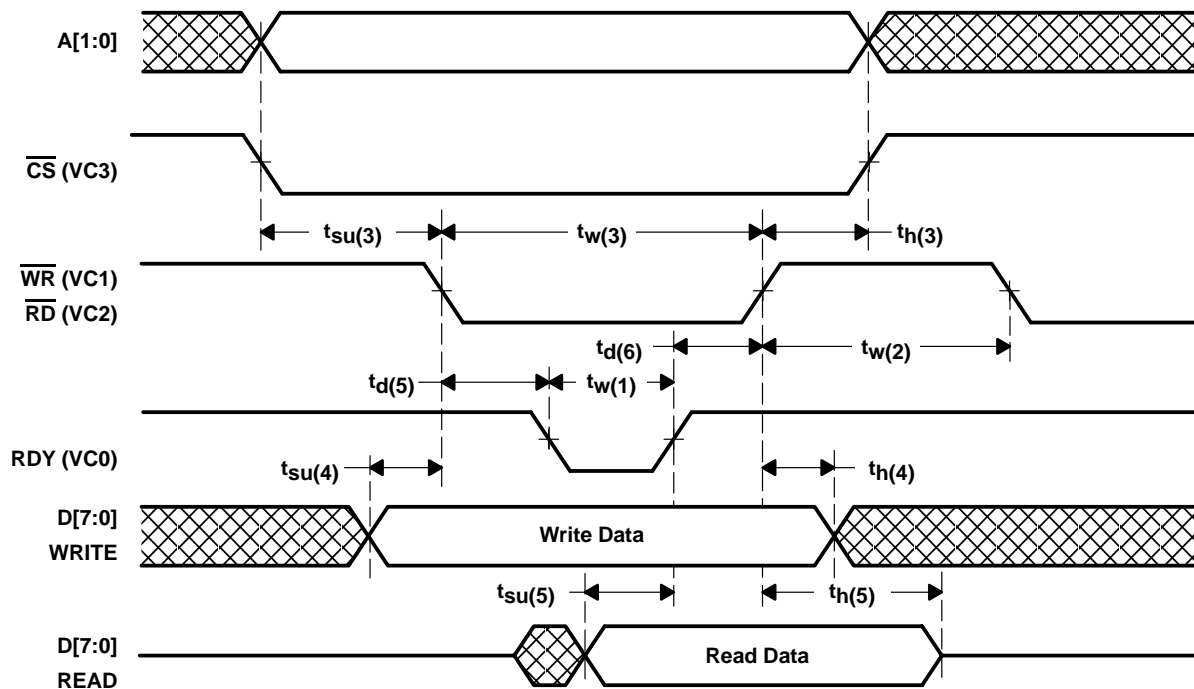 A[1:0]
CS (VC3)
tsu(3) tw(3) th(3)
WR (VC1)
RD (VC2)
td(6) tw(2)
td(5) tw(1)
RDY (VC0)
tsu(4) th(4)
D[7:0]
WRITE
Write Data
tsu(5) th(5)
D[7:0]
READ
Read Data